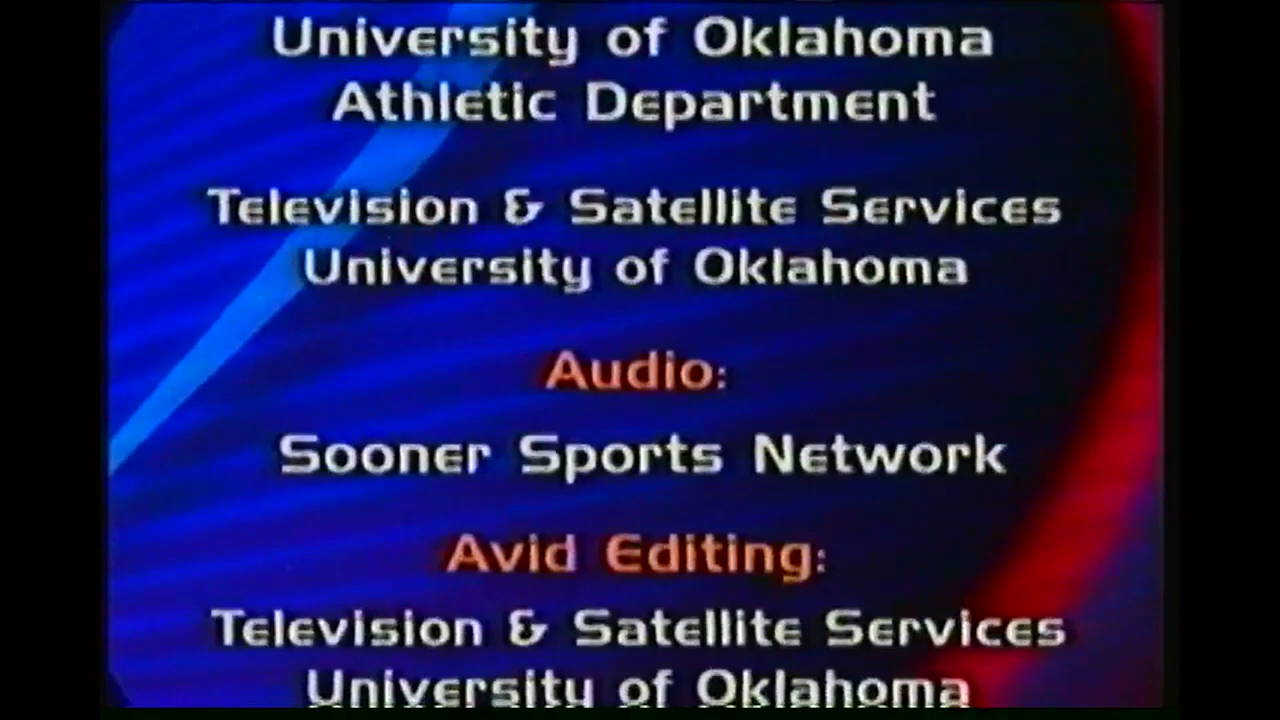 University of Oklahoma
Athletic Department
Television & Satellite Services
University of Oklahoma
Audio:
Sooner Sports Network
Avid Editing:
Television & Satellite Services
University of Oklahoma